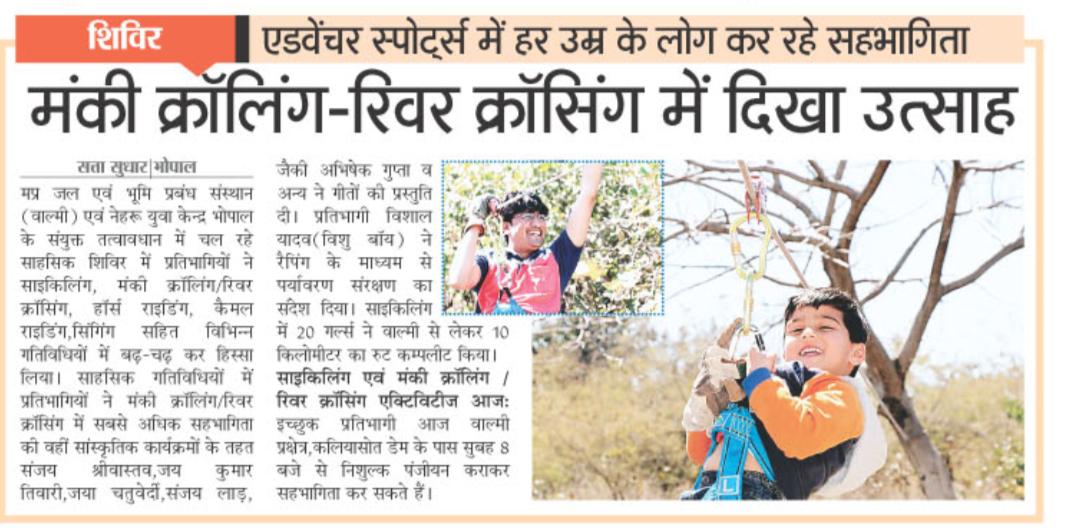 शिविर
एडवेंचर स्पोर्ट्स में हर उम्र के लोग कर रहे सहभागिता
मंकी क्रॉलिंग-रिवर क्रॉसिंग में दिखा उत्साह
सत्ता सुधार|भोपाल
मप्र जल एवं भूमि प्रबंध संस्थान
(वाल्मी) एवं नेहरू युवा केन्द्र भोपाल
के संयुक्त तत्वावधान में चल रहे
साहसिक शिविर में प्रतिभागियों ने
साइकिलिंग, मंकी क्रॉलिंग/रिवर
क्रॉसिंग, हॉर्स राइडिंग, कैमल
राइडिंग,सिंगिंग सहित विभिन्न
गतिविधियों में बढ़-चढ़ कर हिस्सा
लिया। साहसिक गतिविधियों में
प्रतिभागियों ने मंकी क्रॉलिंग/रिवर
क्रॉसिंग में सबसे अधिक सहभागिता
की वहीं सांस्कृतिक कार्यक्रमों के तहत
संजय श्रीवास्तव,जय कुमार
तिवारी,जया चतुर्वेदी,संजय लाड़,
जैकी अभिषेक गुप्ता व
अन्य ने गीतों की प्रस्तुति
दी। प्रतिभागी विशाल
यादव(विशु बॉय) ने
रैपिंग के माध्यम से
पर्यावरण संरक्षण का
संदेश दिया। साइकिलिंग
में 20 गर्ल्स ने वाल्मी से लेकर 10
किलोमीटर का रुट कम्पलीट किया।
साइकिलिंग एवं मंकी क्रॉलिंग /
रिवर क्रॉसिंग एक्टिविटीज आज:
इच्छुक प्रतिभागी आज वाल्मी
प्रक्षेत्र,कलियासोत डेम के पास सुबह 8
बजे से निशुल्क पंजीयन कराकर
सहभागिता कर सकते हैं।